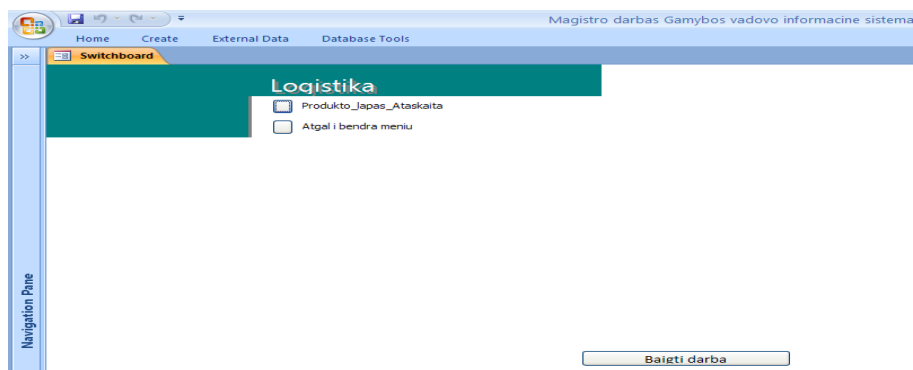 Magistro darbas Gamybos vadovo informacine sistema
Home Create External Data Database Tools
Switchboard
Logistika
Produkto_lapas_Ataskaita
Atgal i bendra meniu
Navigation Pane
Baigti darba